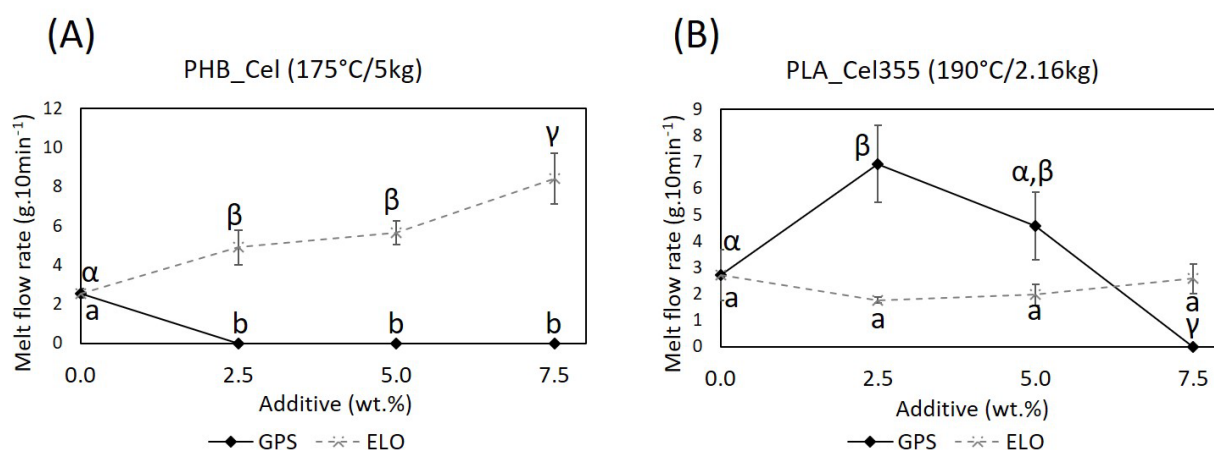 (A)
PHB_Cel (175°C/5kg)
Melt flow rate (g.10min⁻¹)
12
10
8
6
4
2
0
α
a
β
b
β
b
γ
b
0.0 2.5 5.0 7.5
Additive (wt.%)
GPS ELO
(B)
PLA_Cel355 (190°C/2.16kg)
Melt flow rate (g.10min⁻¹)
9
8
7
6
5
4
3
2
1
0
α
a
β
a
α,β
a
a
γ
0.0 2.5 5.0 7.5
Additive (wt.%)
GPS ELO